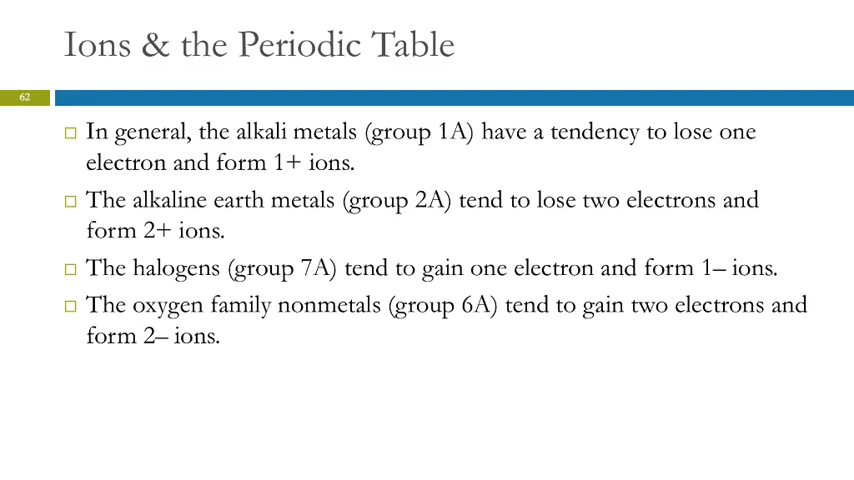 Ions & the Periodic Table
62
In general, the alkali metals (group 1A) have a tendency to lose one
electron and form 1+ ions.
The alkaline earth metals (group 2A) tend to lose two electrons and
form 2+ ions.
The halogens (group 7A) tend to gain one electron and form 1– ions.
The oxygen family nonmetals (group 6A) tend to gain two electrons and
form 2– ions.